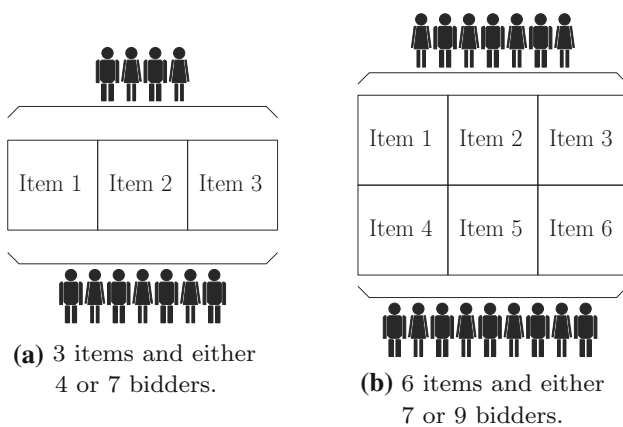 Item 1 Item 2 Item 3
(a) 3 items and either
4 or 7 bidders.
Item 1 Item 2 Item 3
Item 4 Item 5 Item 6
(b) 6 items and either
7 or 9 bidders.